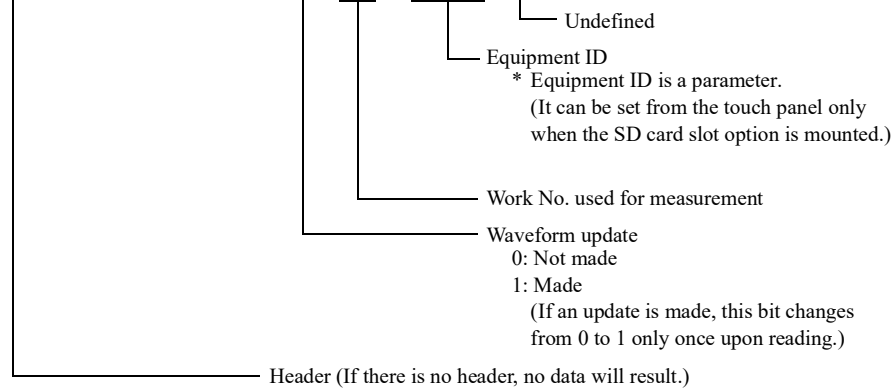 Undefined
Equipment ID
* Equipment ID is a parameter.
(It can be set from the touch panel only
when the SD card slot option is mounted.)
Work No. used for measurement
Waveform update
0: Not made
1: Made
(If an update is made, this bit changes
from 0 to 1 only once upon reading.)
Header (If there is no header, no data will result.)